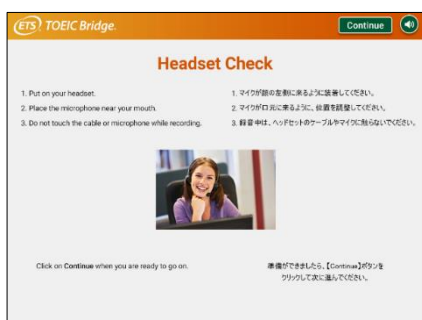 ETS TOEIC Bridge.
Continue
Headset Check
1. Put on your headset.
2. Place the microphone near your mouth.
3. Do not touch the cable or microphone while recording.
1. マイクが顔の左側に来るように装着してください。
2. マイクが口元に来るように、位置を調整してください。
3. 録音中は、ヘッドセットのケーブルやマイクに触らないでください。
Click on Continue when you are ready to go on.
準備ができましたら、【Continue】ボタンを
クリックして次に進んでください。